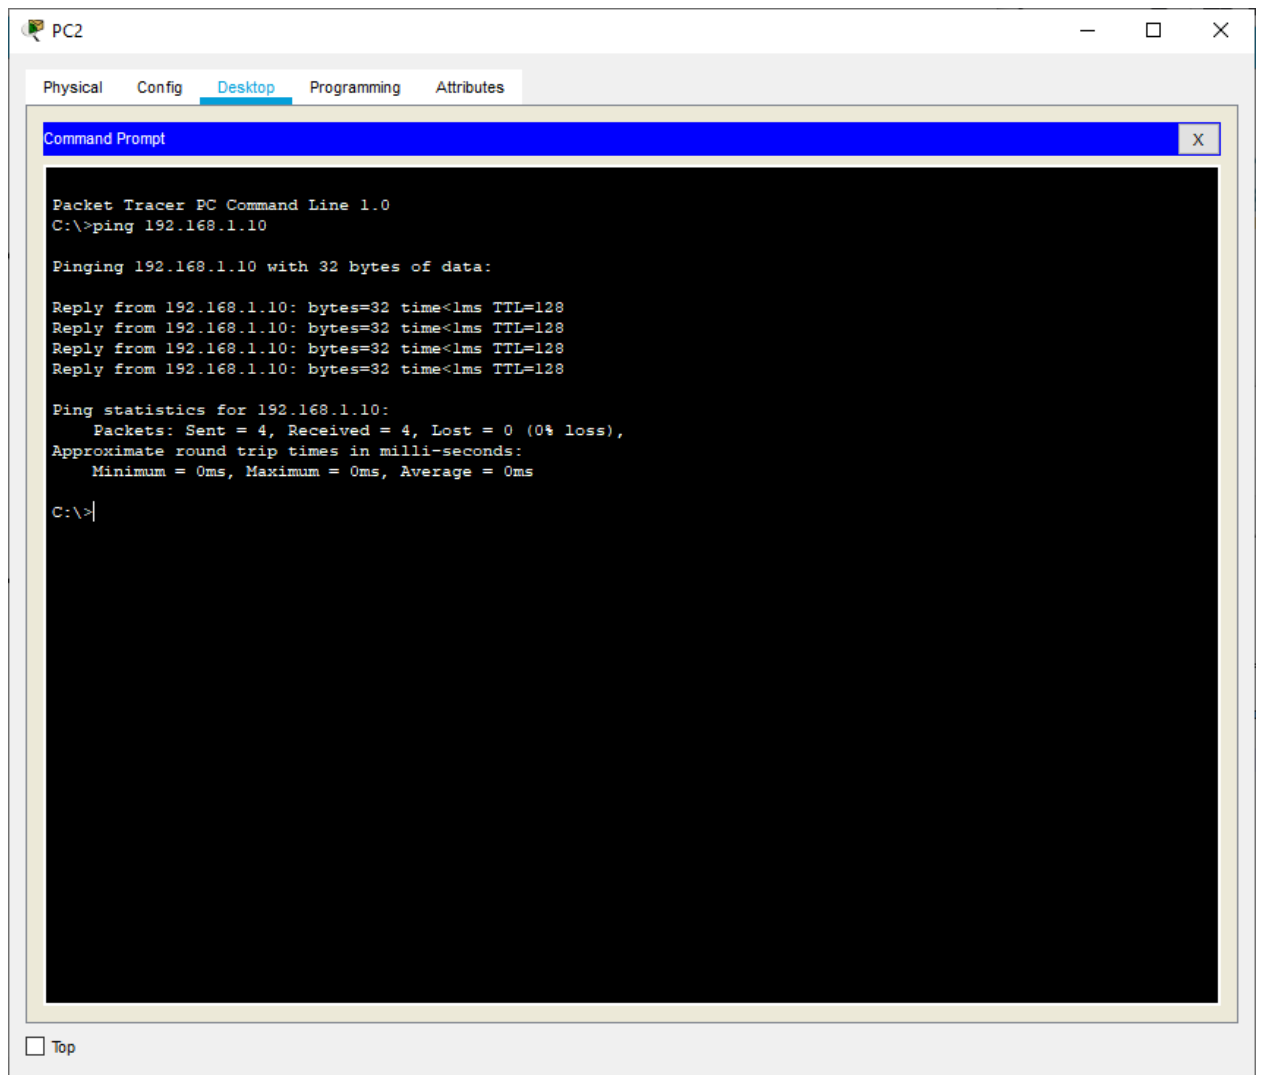 PC2
Physical Config Desktop Programming Attributes
Command Prompt
X
Packet Tracer PC Command Line 1.0
C:\>ping 192.168.1.10
Pinging 192.168.1.10 with 32 bytes of data:
Reply from 192.168.1.10: bytes=32 time<1ms TTL=128
Reply from 192.168.1.10: bytes=32 time<1ms TTL=128
Reply from 192.168.1.10: bytes=32 time<1ms TTL=128
Reply from 192.168.1.10: bytes=32 time<1ms TTL=128
Ping statistics for 192.168.1.10:
Packets: Sent = 4, Received = 4, Lost = 0 (0% loss),
Approximate round trip times in milli-seconds:
Minimum = 0ms, Maximum = 0ms, Average = 0ms
C:\>
Top